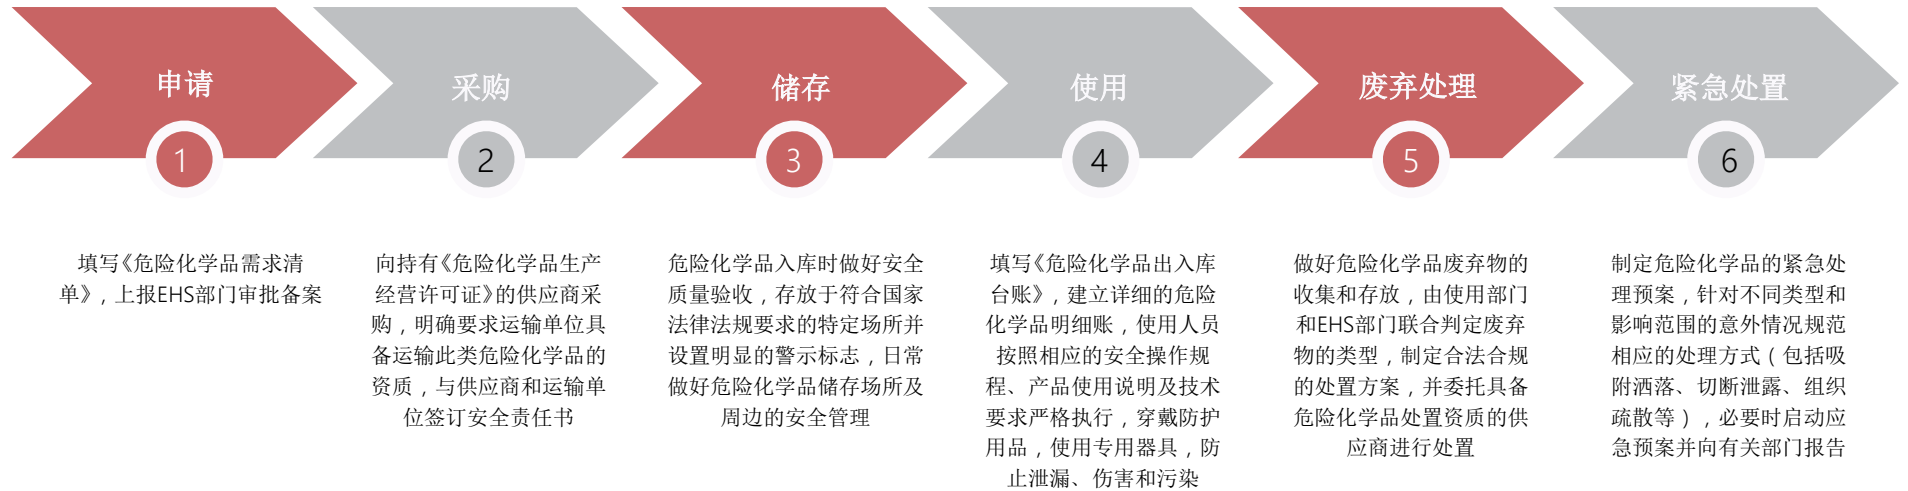 申请
采购
储存
使用
废弃处理
紧急处置
1
2
3
4
5
6
填写《危险化学品需求清
单》，上报EHS部门审批备案
向持有《危险化学品生产
经营许可证》的供应商采
购，明确要求运输单位具
备运输此类危险化学品的
资质，与供应商和运输单
位签订安全责任书
危险化学品入库时做好安全
质量验收，存放于符合国家
法律法规要求的特定场所并
设置明显的警示标志，日常
做好危险化学品储存场所及
周边的安全管理
填写《危险化学品出入库
台账》，建立详细的危险
化学品明细账，使用人员
按照相应的安全操作规
程、产品使用说明及技术
要求严格执行，穿戴防护
用品，使用专用器具，防
止泄漏、伤害和污染
做好危险化学品废弃物的
收集和存放，由使用部门
和EHS部门联合判定废弃
物的类型，制定合法合规
的处置方案，并委托具备
危险化学品处置资质的供
应商进行处置
制定危险化学品的紧急处
理预案，针对不同类型和
影响范围的意外情况规范
相应的处理方式（包括吸
附洒落、切断泄露、组织
疏散等），必要时启动应
急预案并向有关部门报告